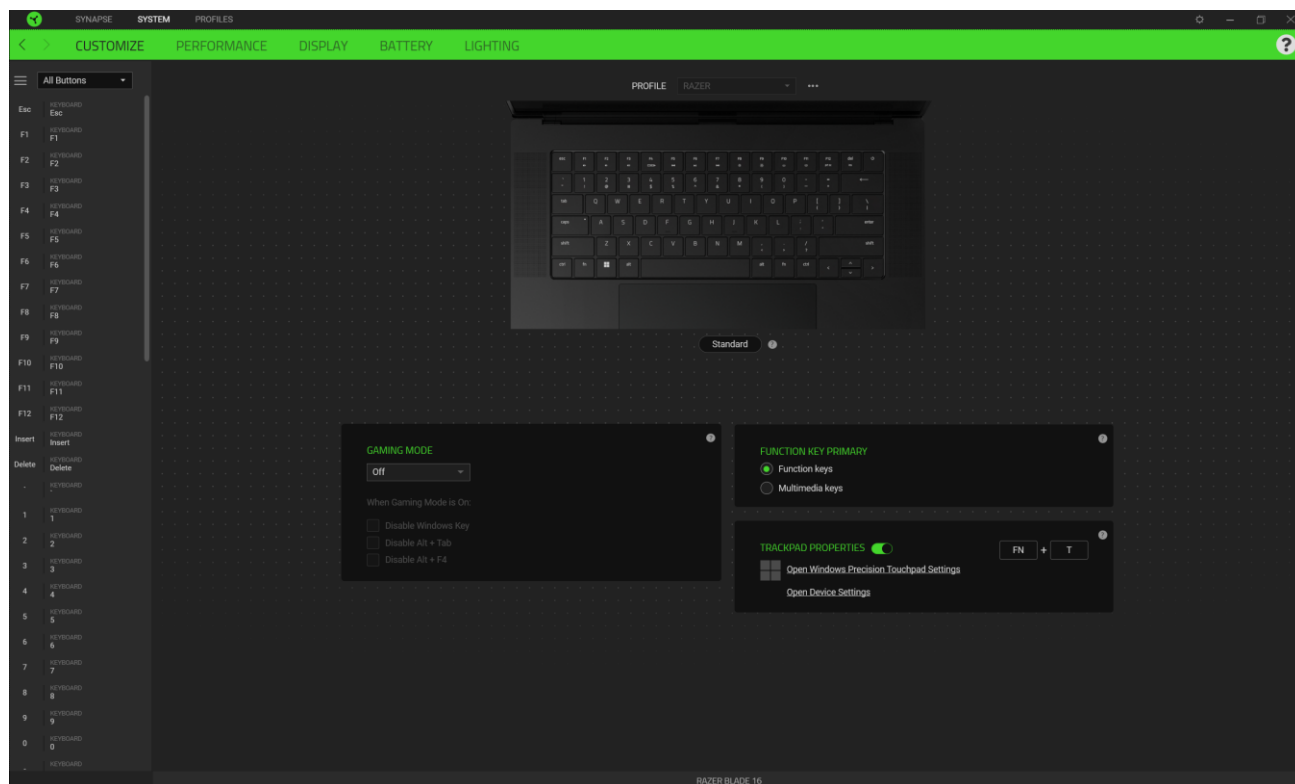 SYNAPSE SYSTEM PROFILES
CUSTOMIZE PERFORMANCE DISPLAY BATTERY LIGHTING ?
All Buttons
PROFILE RAZER
Esc KEYBOARD Esc
F1 KEYBOARD F1
F2 KEYBOARD F2
F3 KEYBOARD F3
F4 KEYBOARD F4
F5 KEYBOARD F5
F6 KEYBOARD F6
F7 KEYBOARD F7
F8 KEYBOARD F8
F9 KEYBOARD F9
F10 KEYBOARD F10
F11 KEYBOARD F11
F12 KEYBOARD F12
Insert KEYBOARD Insert
Delete KEYBOARD Delete
KEYBOARD
1 KEYBOARD 1
2 KEYBOARD 2
3 KEYBOARD 3
4 KEYBOARD 4
5 KEYBOARD 5
6 KEYBOARD 6
7 KEYBOARD 7
8 KEYBOARD 8
9 KEYBOARD 9
0 KEYBOARD 0
KEYBOARD
Q W E R T Y U I O P
A S D F G H J K L
Z X C V B N M
Standard ?
GAMING MODE ?
Off
When Gaming Mode is On:
Disable Windows Key
Disable Alt + Tab
Disable Alt + F4
FUNCTION KEY PRIMARY ?
Function keys
Multimedia keys
TRACKPAD PROPERTIES FN + T ?
Open Windows Precision Touchpad Settings
Open Device Settings
RAZER BLADE 16